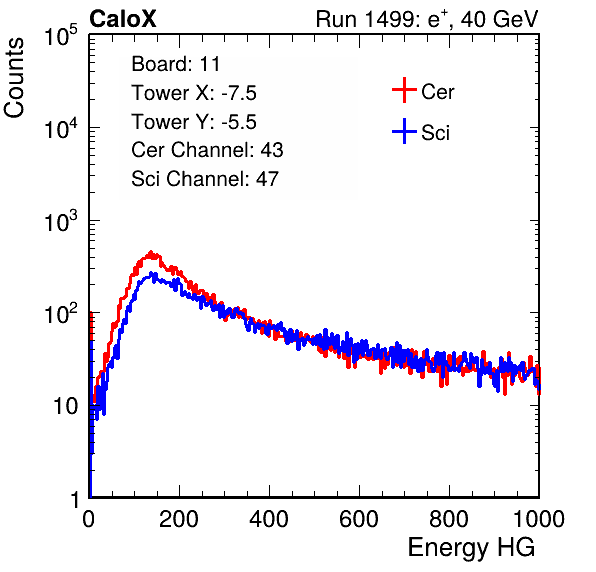 CaloX Run 1499: e⁺, 40 GeV
Board: 11
Tower X: -7.5
Tower Y: -5.5
Cer Channel: 43
Sci Channel: 47
Cer
Sci
Counts
10⁵
10⁴
10³
10²
10
1
0 200 400 600 800 1000
Energy HG